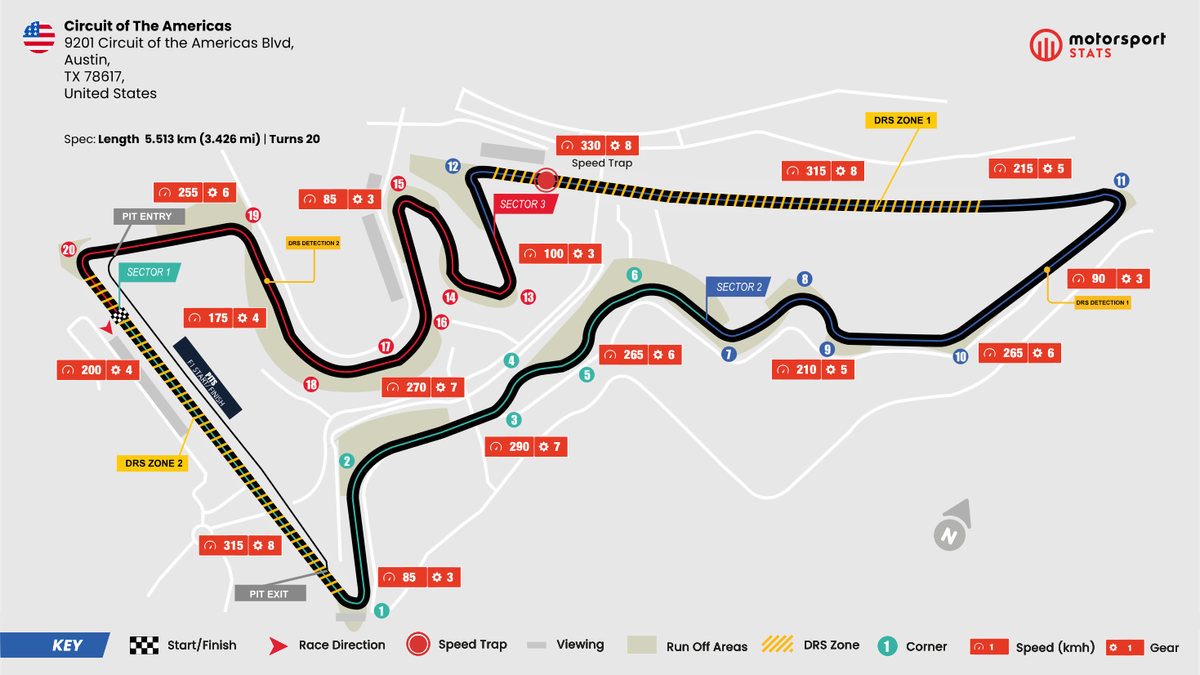 Circuit of The Americas
9201 Circuit of the Americas Blvd,
Austin,
TX 78617,
United States
Spec: Length 5.513 km (3.426 mi) | Turns 20
motorsport
STATS
DRS ZONE 1
330 8
Speed Trap
315 8
215 5
12
11
15
255 6
85 3
19
PIT ENTRY
SECTOR 3
DRS DETECTION 2
20
SECTOR 1
100 3
6
SECTOR 2
8
90 3
DRS DETECTION 1
14
13
16
175 4
17
4
265 6
7
9
10
265 6
200 4
PITS
F1 START/FINISH
18
270 7
5
210 5
3
290 7
2
DRS ZONE 2
N
315 8
85 3
PIT EXIT
1
KEY
Start/Finish
Race Direction
Speed Trap
Viewing
Run Off Areas
DRS Zone
1 Corner
1 Speed (kmh)
1 Gear